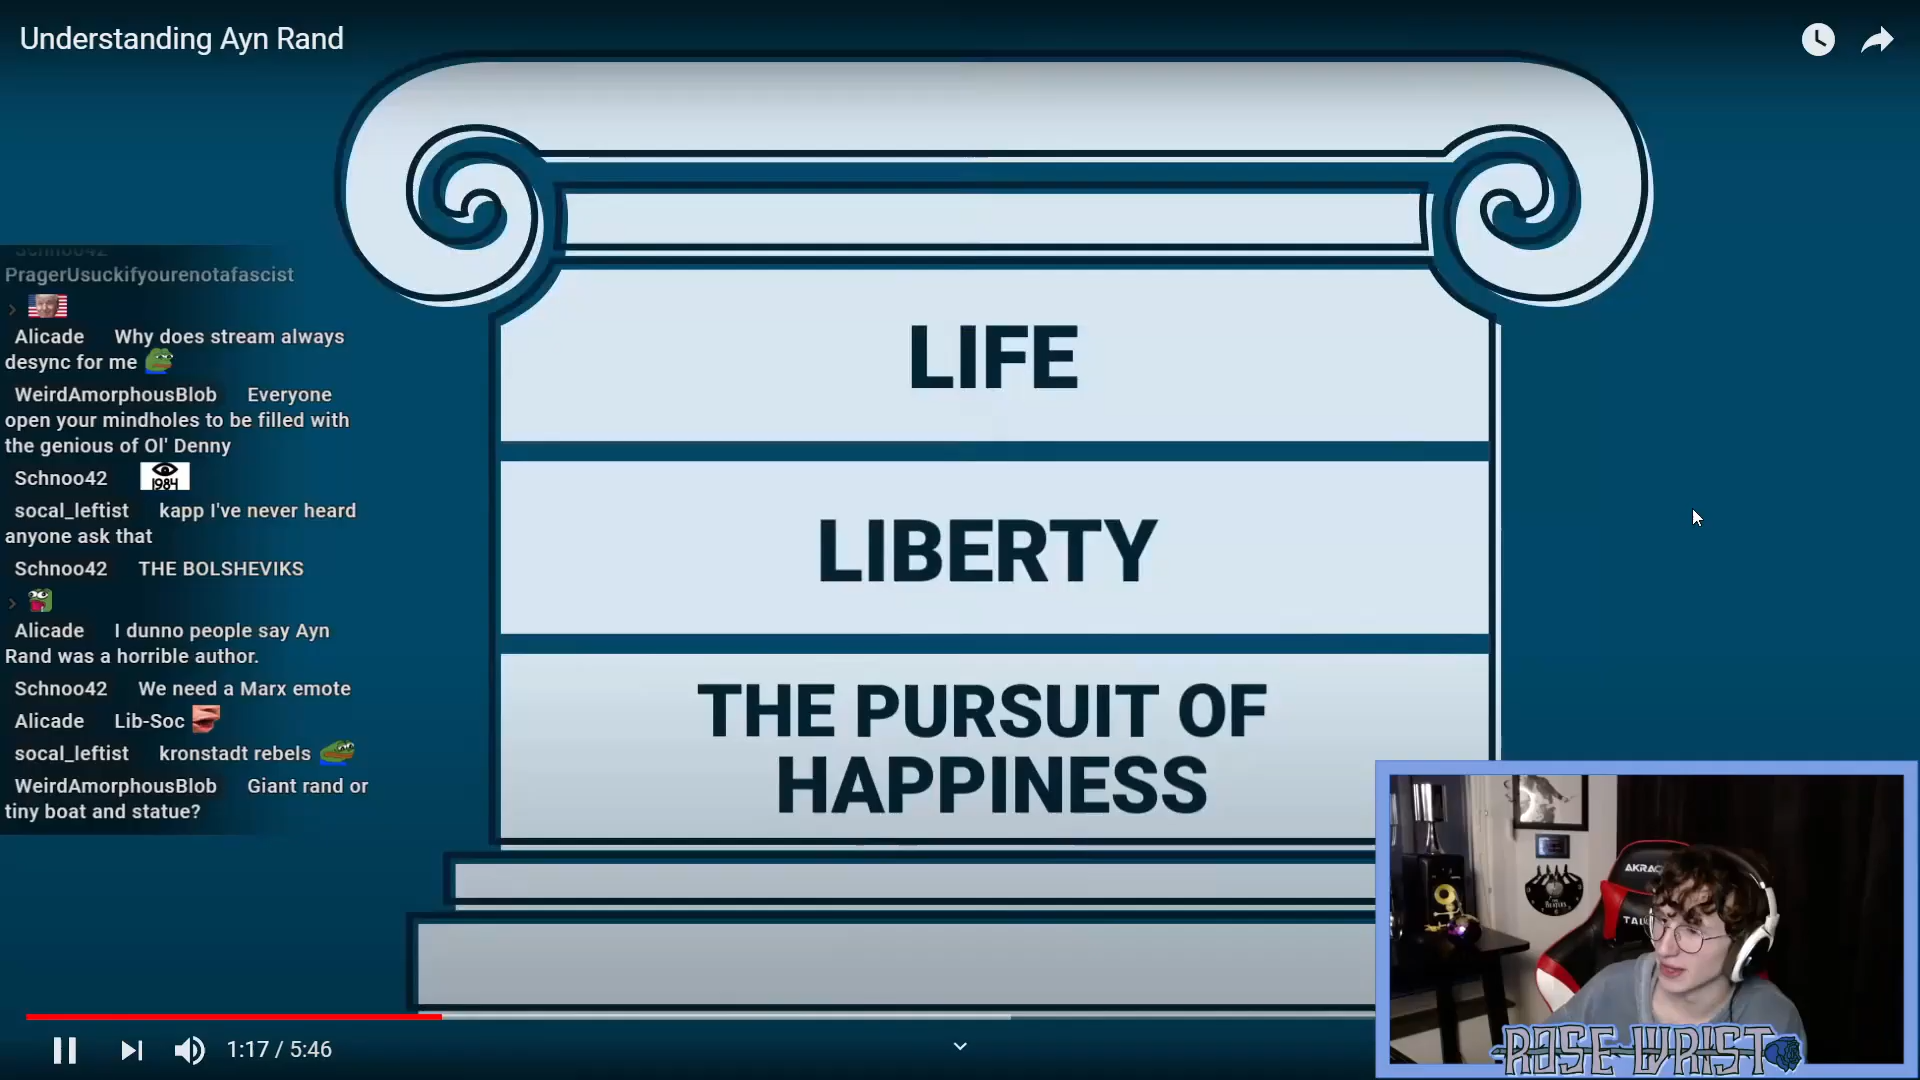 Understanding Ayn Rand
LIFE
LIBERTY
THE PURSUIT OF
HAPPINESS
PragerUsuckifyourenotafascist
Alicade Why does stream always
desync for me
WeirdAmorphousBlob Everyone
open your mindholes to be filled with
the genious of Ol' Denny
Schnoo42 1984
socal_leftist kapp I've never heard
anyone ask that
Schnoo42 THE BOLSHEVIKS
Alicade I dunno people say Ayn
Rand was a horrible author.
Schnoo42 We need a Marx emote
Alicade Lib-Soc
socal_leftist kronstadt rebels
WeirdAmorphousBlob Giant rand or
tiny boat and statue?
AKRAC
ROSE WRIST
1:17 / 5:46